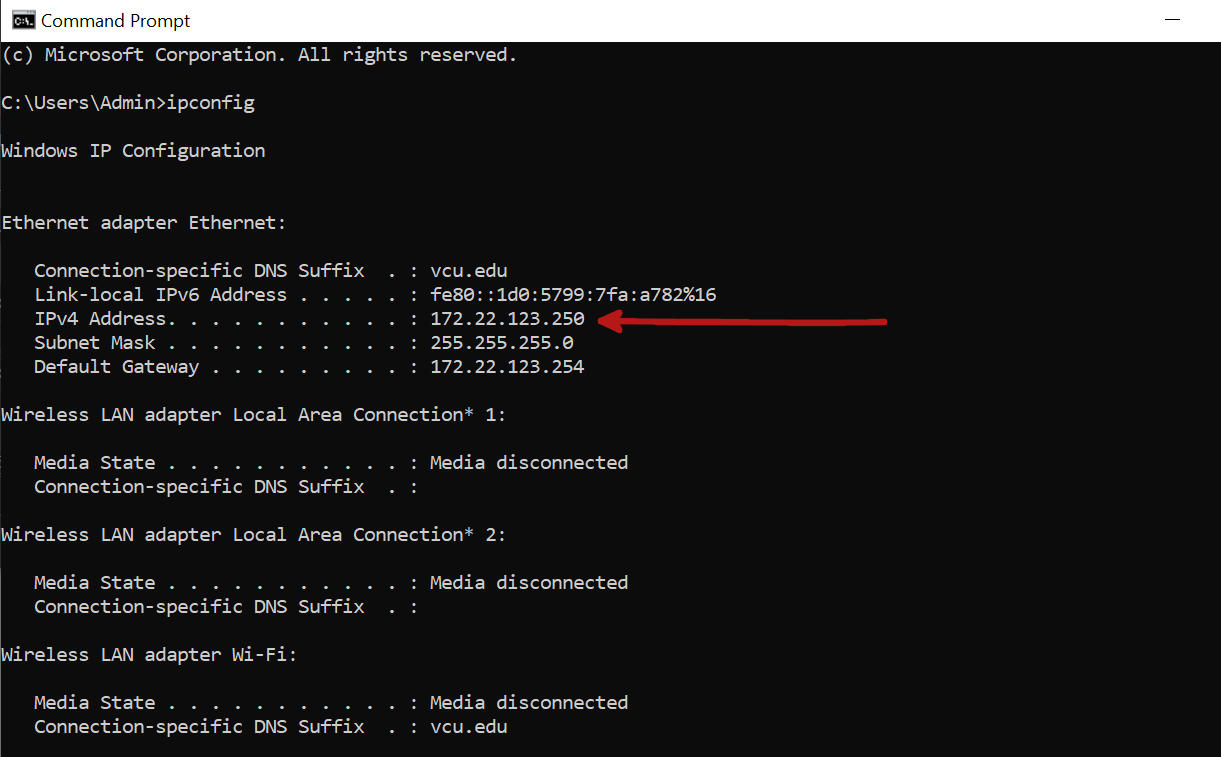 Command Prompt
(c) Microsoft Corporation. All rights reserved.
C:\Users\Admin>ipconfig
Windows IP Configuration
Ethernet adapter Ethernet:
Connection-specific DNS Suffix  . : vcu.edu
Link-local IPv6 Address . . . . . : fe80::1d0:5799:7fa:a782%16
IPv4 Address. . . . . . . . . . . : 172.22.123.250
Subnet Mask . . . . . . . . . . . : 255.255.255.0
Default Gateway . . . . . . . . . : 172.22.123.254
Wireless LAN adapter Local Area Connection* 1:
Media State . . . . . . . . . . . : Media disconnected
Connection-specific DNS Suffix  . :
Wireless LAN adapter Local Area Connection* 2:
Media State . . . . . . . . . . . : Media disconnected
Connection-specific DNS Suffix  . :
Wireless LAN adapter Wi-Fi:
Media State . . . . . . . . . . . : Media disconnected
Connection-specific DNS Suffix  . : vcu.edu